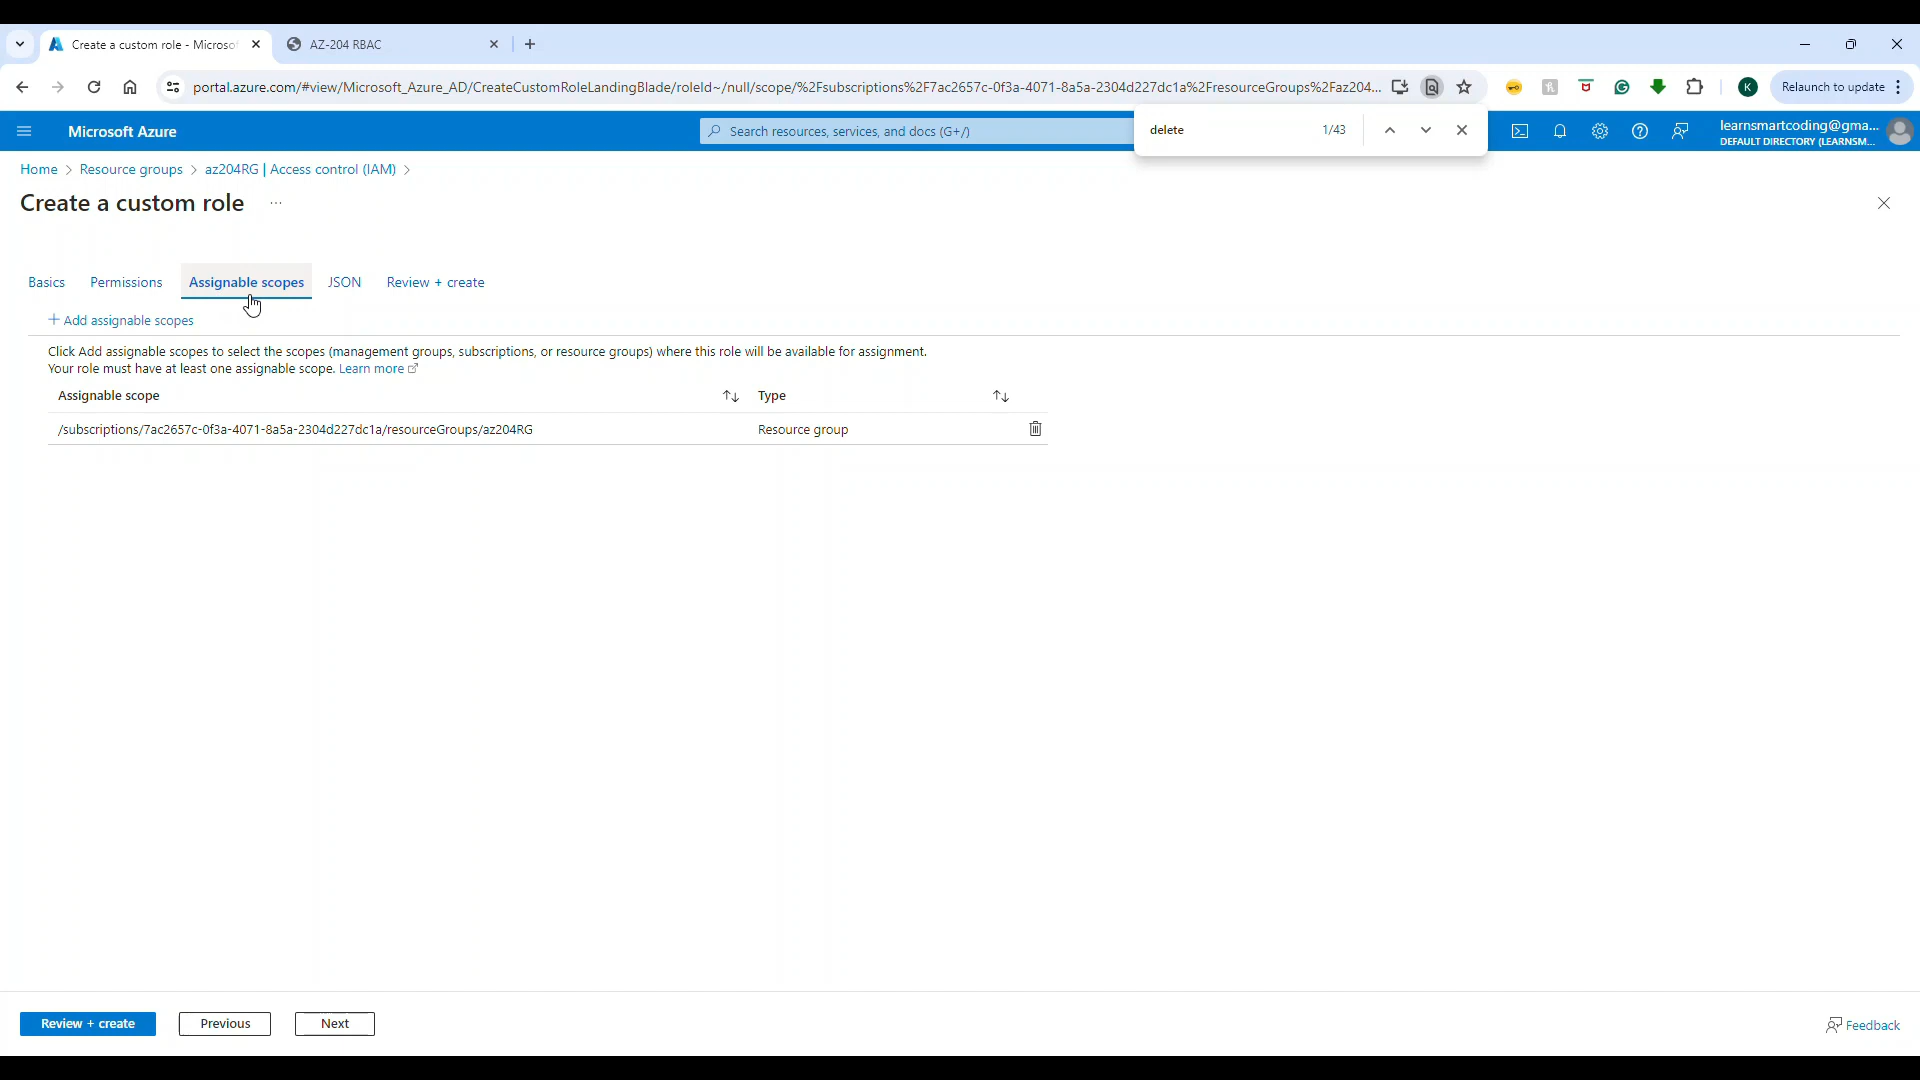 Create a custom role - Microso
AZ-204 RBAC
portal.azure.com/#view/Microsoft_Azure_AD/CreateCustomRoleLandingBlade/roleId~/null/scope/%2Fsubscriptions%2F7ac2657c-0f3a-4071-8a5a-2304d227dc1a%2FresourceGroups%2Faz204...
K
Relaunch to update
Microsoft Azure
Search resources, services, and docs (G+/)
delete
1/43
learnsmartcoding@gma...
DEFAULT DIRECTORY (LEARNSM...
Home > Resource groups > az204RG | Access control (IAM) >
Create a custom role ...
Basics
Permissions
Assignable scopes
JSON
Review + create
+ Add assignable scopes
Click Add assignable scopes to select the scopes (management groups, subscriptions, or resource groups) where this role will be available for assignment.
Your role must have at least one assignable scope. Learn more
Assignable scope
Type
/subscriptions/7ac2657c-0f3a-4071-8a5a-2304d227dc1a/resourceGroups/az204RG
Resource group
Review + create
Previous
Next
Feedback